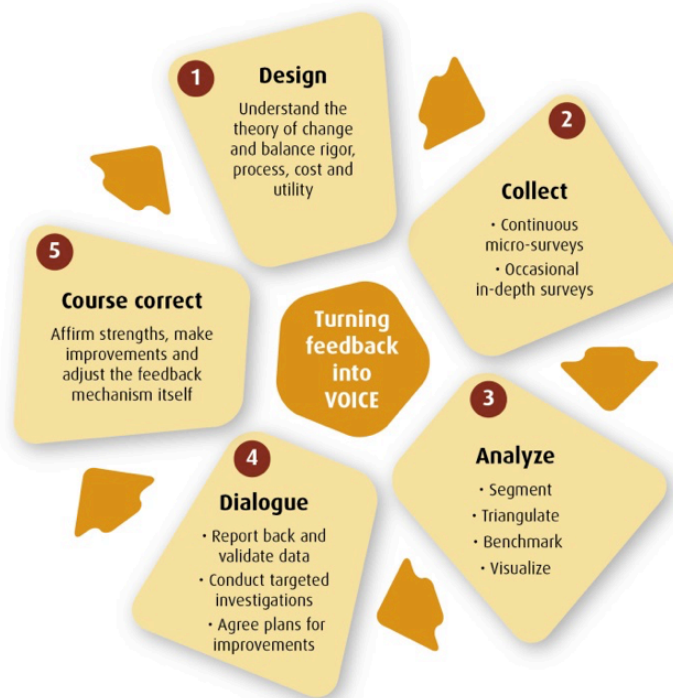 1
Design
Understand the
theory of change
and balance rigor,
process, cost and
utility
2
Collect
• Continuous
micro-surveys
• Occasional
in-depth surveys
3
Analyze
• Segment
• Triangulate
• Benchmark
• Visualize
4
Dialogue
• Report back and
validate data
• Conduct targeted
investigations
• Agree plans for
improvements
5
Course correct
Affirm strengths, make
improvements and
adjust the feedback
mechanism itself
Turning
feedback
into
VOICE